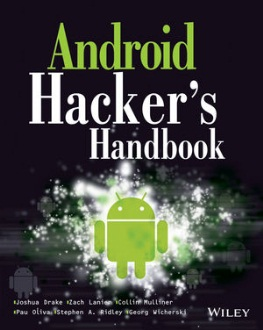 Android
Hacker's
Handbook
Joshua Drake Zach Lanier Collin Mulliner
Pau Oliva Stephen A. Ridley Georg Wicherski
WILEY